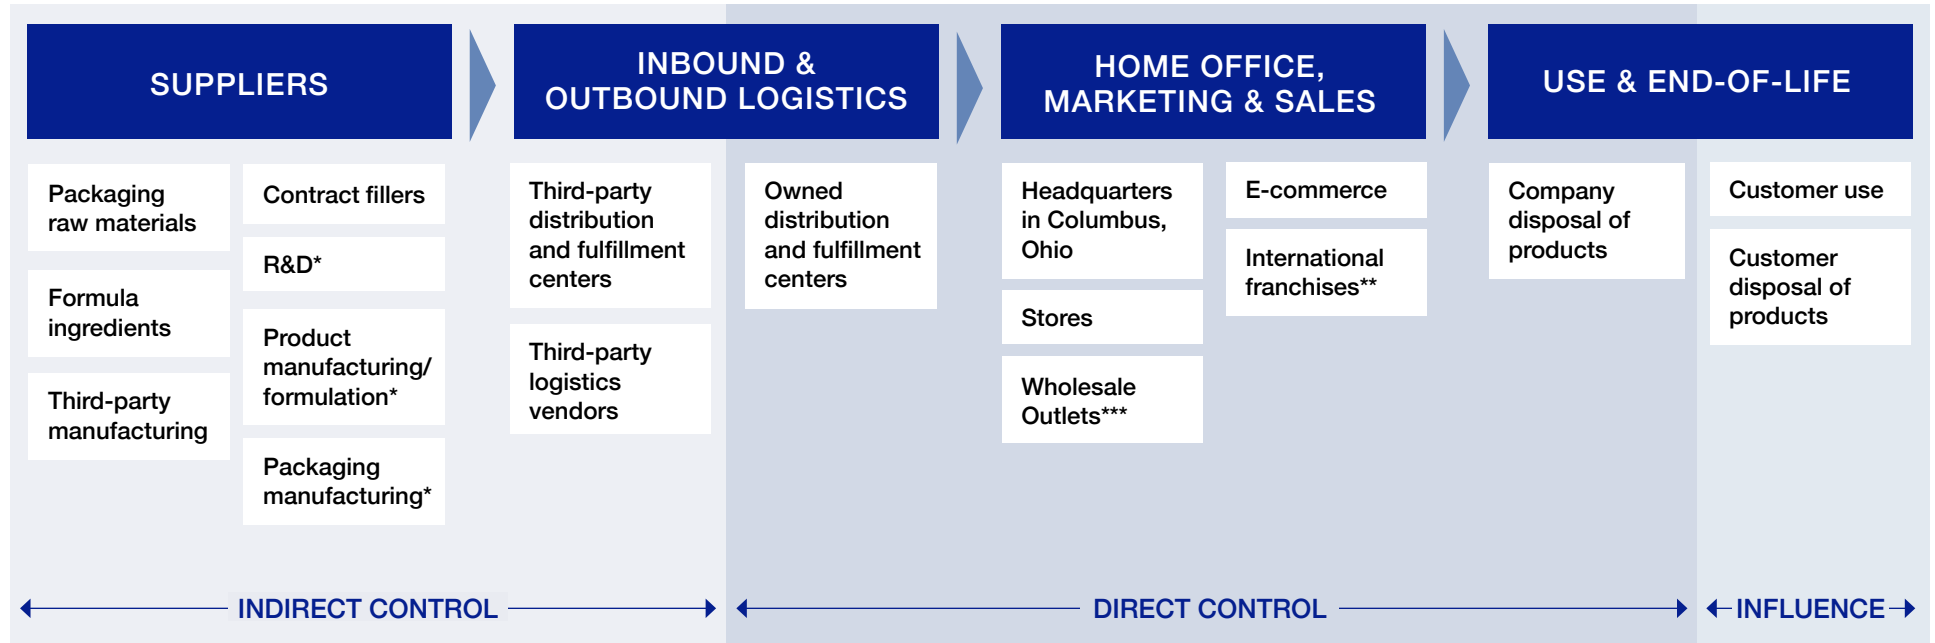 SUPPLIERS
Packaging
raw materials
Formula
ingredients
Third-party
manufacturing
Contract fillers
R&D*
Product
manufacturing/
formulation*
Packaging
manufacturing*
INBOUND &
OUTBOUND LOGISTICS
Third-party
distribution
and fulfillment
centers
Third-party
logistics
vendors
Owned
distribution
and fulfillment
centers
HOME OFFICE,
MARKETING & SALES
Headquarters
in Columbus,
Ohio
Stores
Wholesale
Outlets***
E-commerce
International
franchises**
USE & END-OF-LIFE
Company
disposal of
products
Customer use
Customer
disposal of
products
INDIRECT CONTROL
DIRECT CONTROL
INFLUENCE